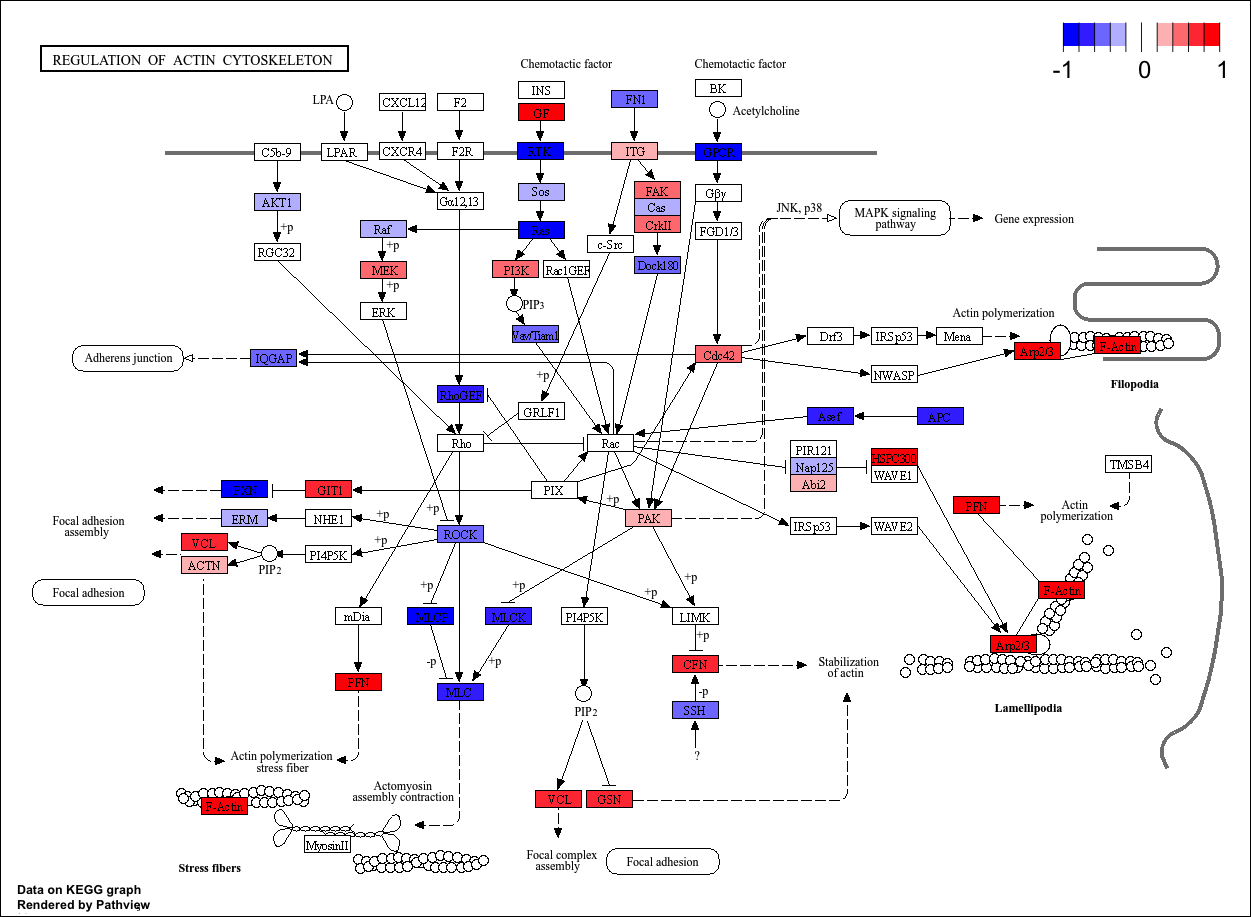 REGULATION OF ACTIN CYTOSKELETON
-1 0 1
Chemotactic factor
Chemotactic factor
LPA
CXCL12
F2
INS
GF
FN1
BK
Acetylcholine
C5b-9
LPAR
CXCR4
F2R
RTK
ITG
GPCR
AKT1
Gα12,13
Sos
FAK
Cas
CrkII
Gβγ
JNK, p38
MAPK signaling
pathway
Gene expression
+p
Raf
Ras
FGD1/3
RGC32
+p
c-Src
MEK
PI3K
Rac1GEF
Dock180
+p
ERK
PIP3
Actin polymerization
Vav/Tiam1
Drf3
IRSp53
Mena
Adherens junction
IQGAP
Cdc42
Arp2/3
F-Actin
NWASP
+p
Filopodia
RhoGEF
GRLF1
Asef
APC
Rho
Rac
PIR121
Nap125
Abi2
HSPC300
WAVE1
TMSB4
PXN
GIT1
PIX
+p
PFN
Actin
polymerization
Focal adhesion
assembly
ERM
NHE1
+p
+p
PAK
IRSp53
WAVE2
ROCK
VCL
ACTN
PIP2
PI4P5K
+p
Focal adhesion
+p
+p
+p
+p
F-Actin
mDia
MLCP
MLCK
PI4P5K
LIMK
+p
Arp2/3
-p
+p
CFN
Stabilization
of actin
PFN
MLC
-p
SSH
Lamellipodia
PIP2
?
Actin polymerization
stress fiber
Actomyosin
assembly contraction
F-Actin
VCL
GSN
MyosinII
Stress fibers
Focal complex
assembly
Focal adhesion
Data on KEGG graph
Rendered by Pathview